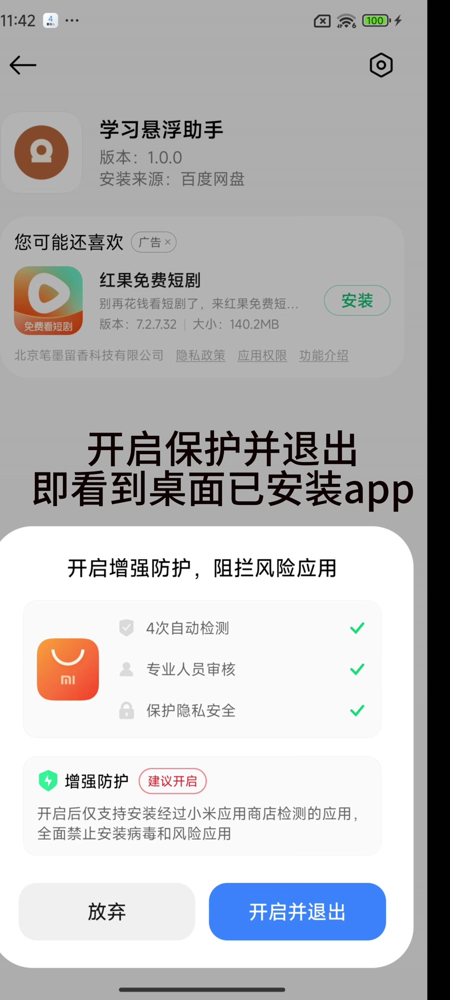 11:42
4
100
6
学习悬浮助手
版本：1.0.0
安装来源：百度网盘
您可能还喜欢
广告×
免费看短剧
红果免费短剧
别再花钱看短剧了，来红果免费短...
版本：7.2.7.32 | 大小：140.2MB
安装
北京笔墨留香科技有限公司 隐私政策 应用权限 功能介绍
开启保护并退出
即看到桌面已安装app
开启增强防护，阻拦风险应用
4次自动检测
专业人员审核
保护隐私安全
mi
增强防护
建议开启
开启后仅支持安装经过小米应用商店检测的应用，
全面禁止安装病毒和风险应用
放弃
开启并退出